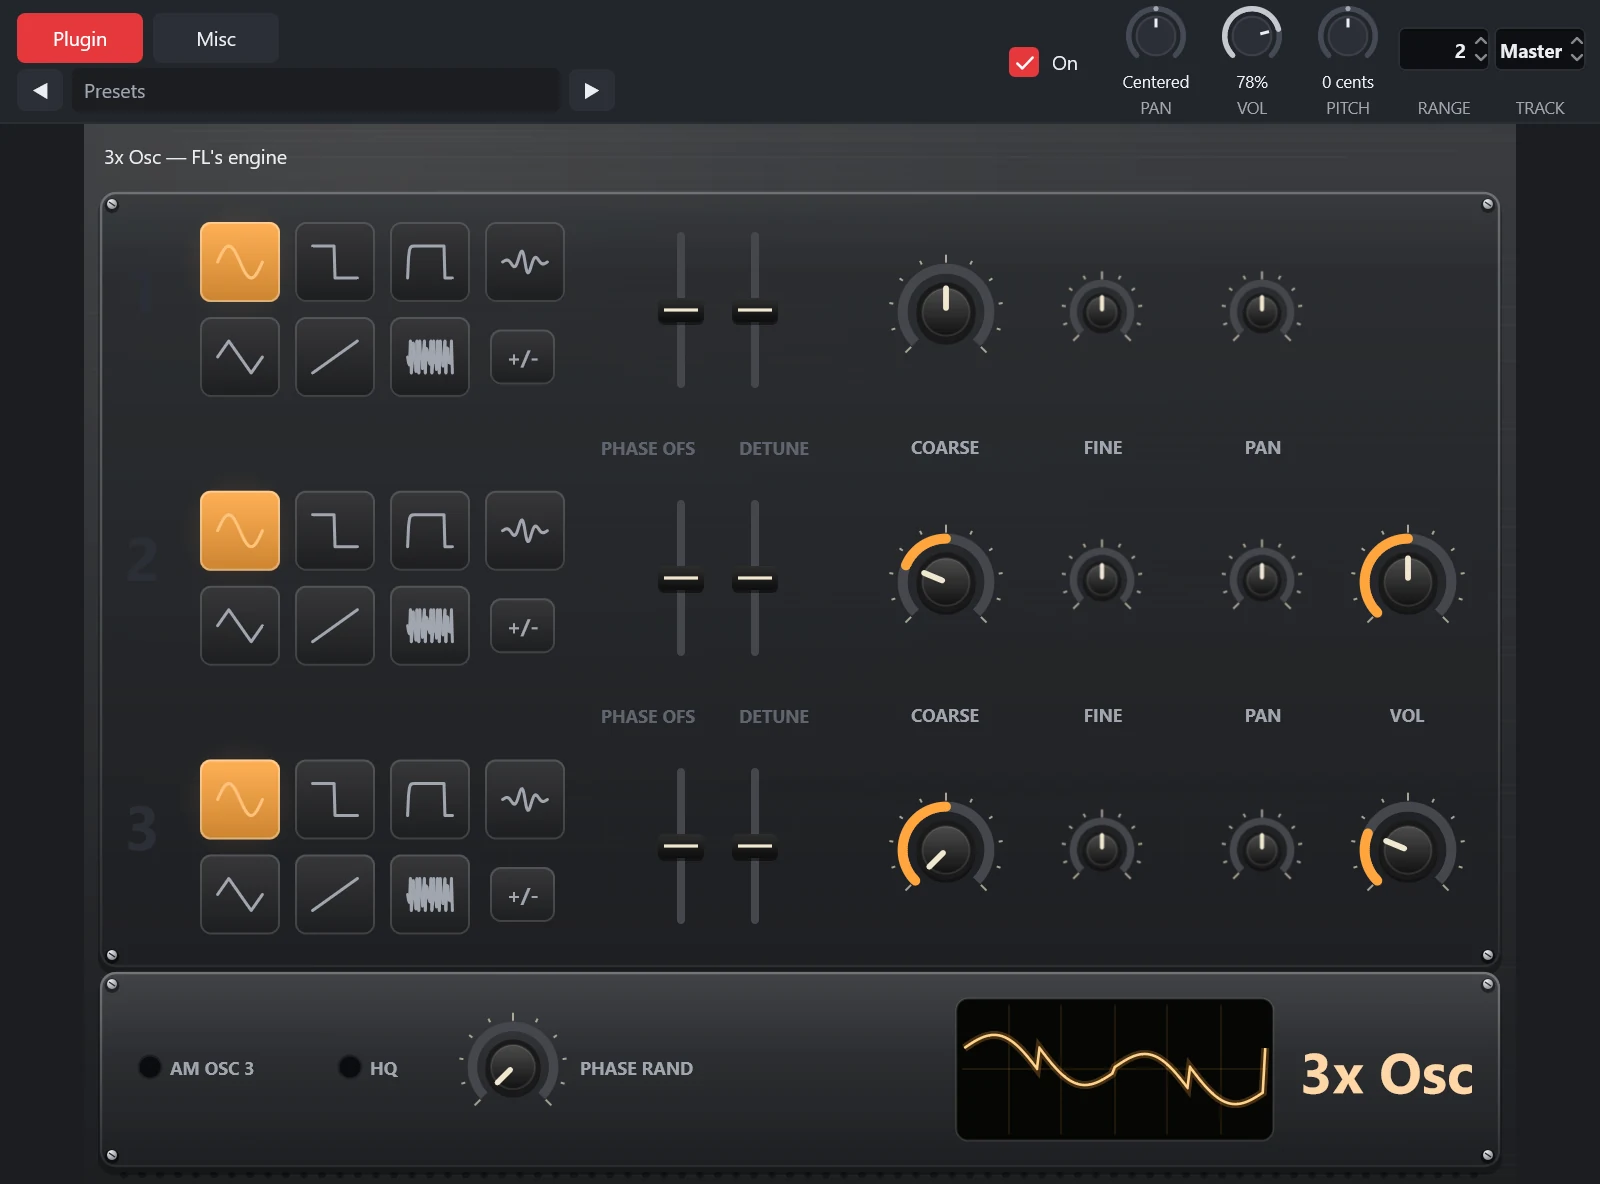 Plugin
Misc
Presets
On
Centered
78%
0 cents
2
Master
PAN
VOL
PITCH
RANGE
TRACK
3x Osc — FL's engine
1
+/-
PHASE OFS
DETUNE
COARSE
FINE
PAN
2
+/-
PHASE OFS
DETUNE
COARSE
FINE
PAN
VOL
3
+/-
AM OSC 3
HQ
PHASE RAND
3x Osc